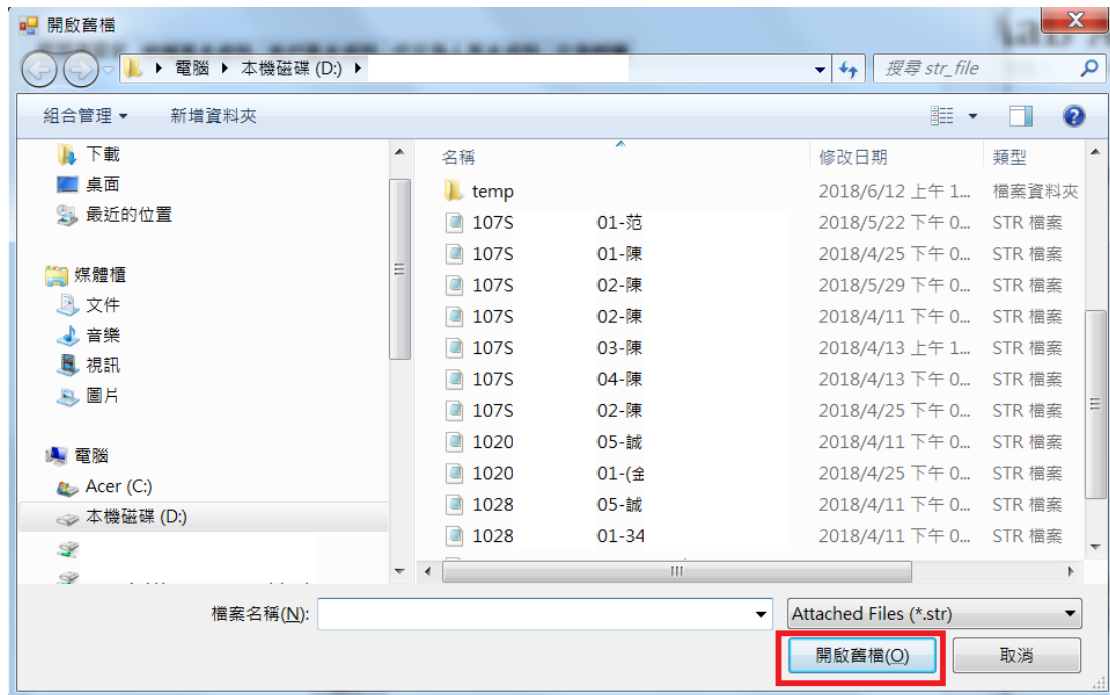 開啟舊檔
電腦 ▸ 本機磁碟 (D:) ▸
搜尋 str_file
組合管理 新增資料夾
下載
桌面
最近的位置
媒體櫃
文件
音樂
視訊
圖片
電腦
Acer (C:)
本機磁碟 (D:)
名稱 修改日期 類型
temp 2018/6/12 上午 1... 檔案資料夾
107S 01-范 2018/5/22 下午 0... STR 檔案
107S 01-陳 2018/4/25 下午 0... STR 檔案
107S 02-陳 2018/5/29 下午 0... STR 檔案
107S 02-陳 2018/4/11 下午 0... STR 檔案
107S 03-陳 2018/4/13 上午 1... STR 檔案
107S 04-陳 2018/4/13 下午 0... STR 檔案
107S 02-陳 2018/4/25 下午 0... STR 檔案
1020 05-誠 2018/4/11 下午 0... STR 檔案
1020 01-(金 2018/4/25 下午 0... STR 檔案
1028 05-誠 2018/4/11 下午 0... STR 檔案
1028 01-34 2018/4/11 下午 0... STR 檔案
檔案名稱(N):
Attached Files (*.str)
開啟舊檔(O) 取消